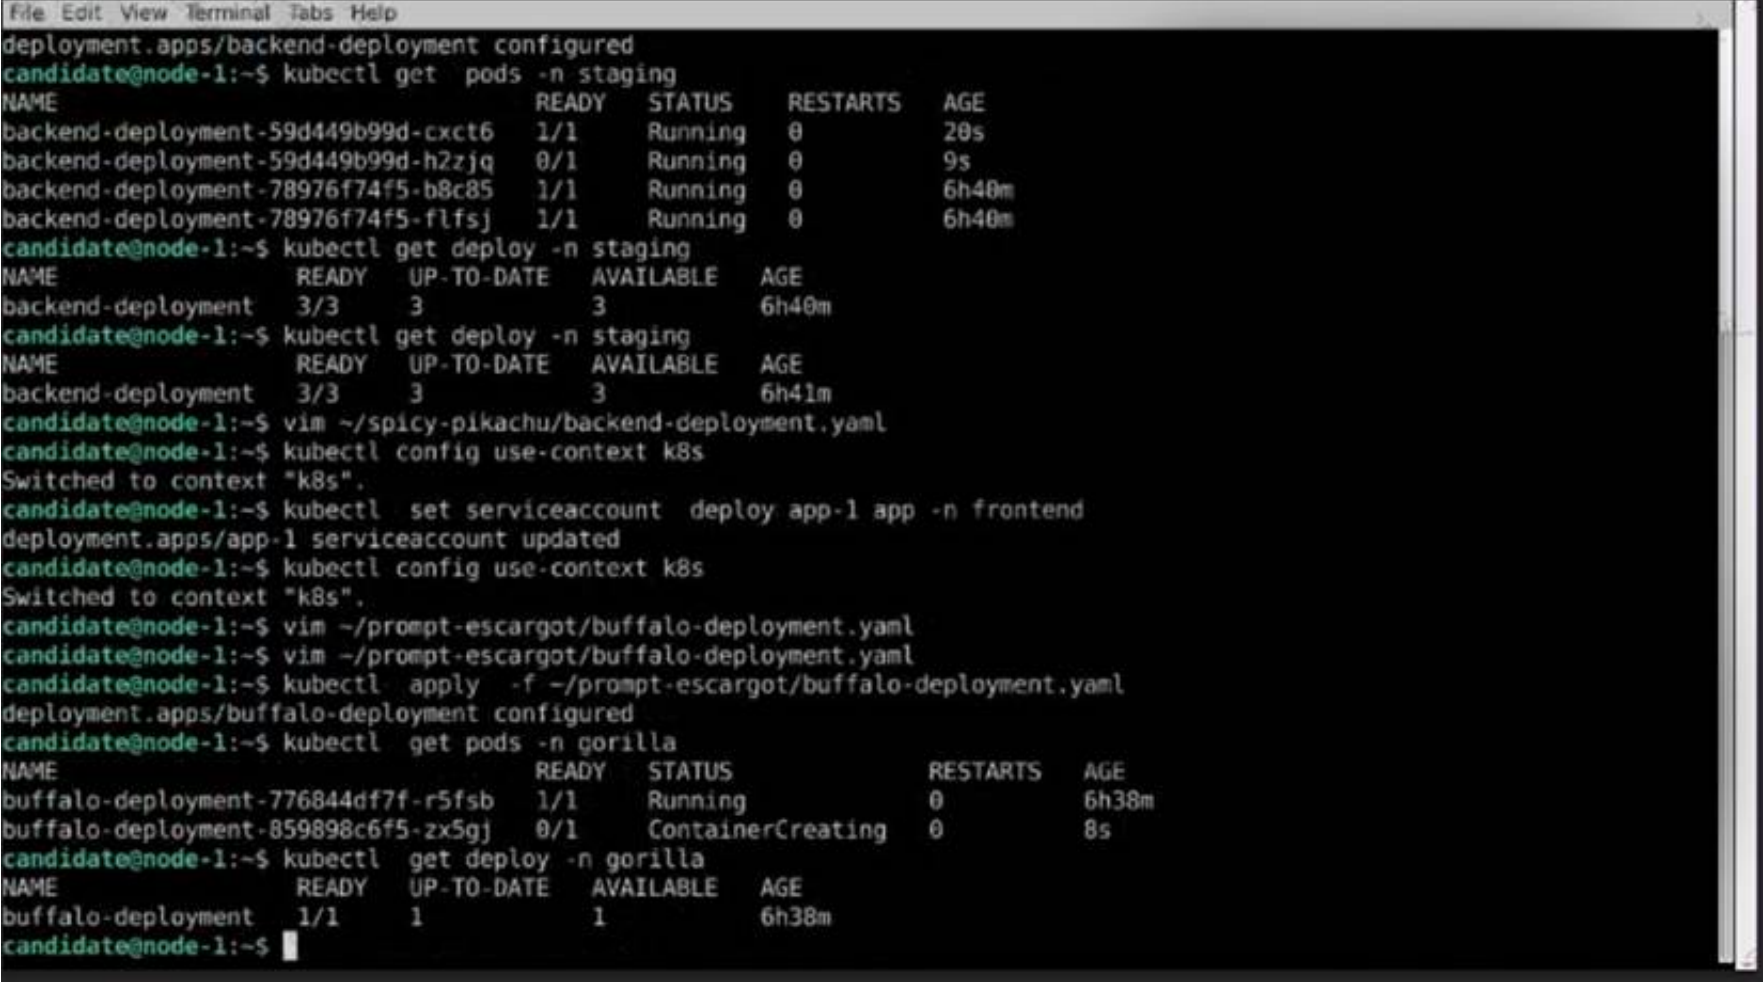 File Edit View Terminal Tabs Help
deployment.apps/backend-deployment configured
candidate@node-1:~$ kubectl get  pods -n staging
NAME                                  READY   STATUS    RESTARTS   AGE
backend-deployment-59d449b99d-cxct6   1/1     Running   0          20s
backend-deployment-59d449b99d-h2zjq   0/1     Running   0          9s
backend-deployment-78976f74f5-b8c85   1/1     Running   0          6h40m
backend-deployment-78976f74f5-flfsj   1/1     Running   0          6h40m
candidate@node-1:~$ kubectl get deploy -n staging
NAME                 READY   UP-TO-DATE   AVAILABLE   AGE
backend-deployment   3/3     3            3           6h40m
candidate@node-1:~$ kubectl get deploy -n staging
NAME                 READY   UP-TO-DATE   AVAILABLE   AGE
backend-deployment   3/3     3            3           6h41m
candidate@node-1:~$ vim ~/spicy-pikachu/backend-deployment.yaml
candidate@node-1:~$ kubectl config use-context k8s
Switched to context "k8s".
candidate@node-1:~$ kubectl  set serviceaccount  deploy app-1 app -n frontend
deployment.apps/app-1 serviceaccount updated
candidate@node-1:~$ kubectl config use-context k8s
Switched to context "k8s".
candidate@node-1:~$ vim ~/prompt-escargot/buffalo-deployment.yaml
candidate@node-1:~$ vim ~/prompt-escargot/buffalo-deployment.yaml
candidate@node-1:~$ kubectl  apply  -f ~/prompt-escargot/buffalo-deployment.yaml
deployment.apps/buffalo-deployment configured
candidate@node-1:~$ kubectl  get pods -n gorilla
NAME                                  READY   STATUS              RESTARTS   AGE
buffalo-deployment-776844df7f-r5fsb   1/1     Running             0          6h38m
buffalo-deployment-859898c6f5-zx5gj   0/1     ContainerCreating   0          8s
candidate@node-1:~$ kubectl  get deploy -n gorilla
NAME                 READY   UP-TO-DATE   AVAILABLE   AGE
buffalo-deployment   1/1     1            1           6h38m
candidate@node-1:~$